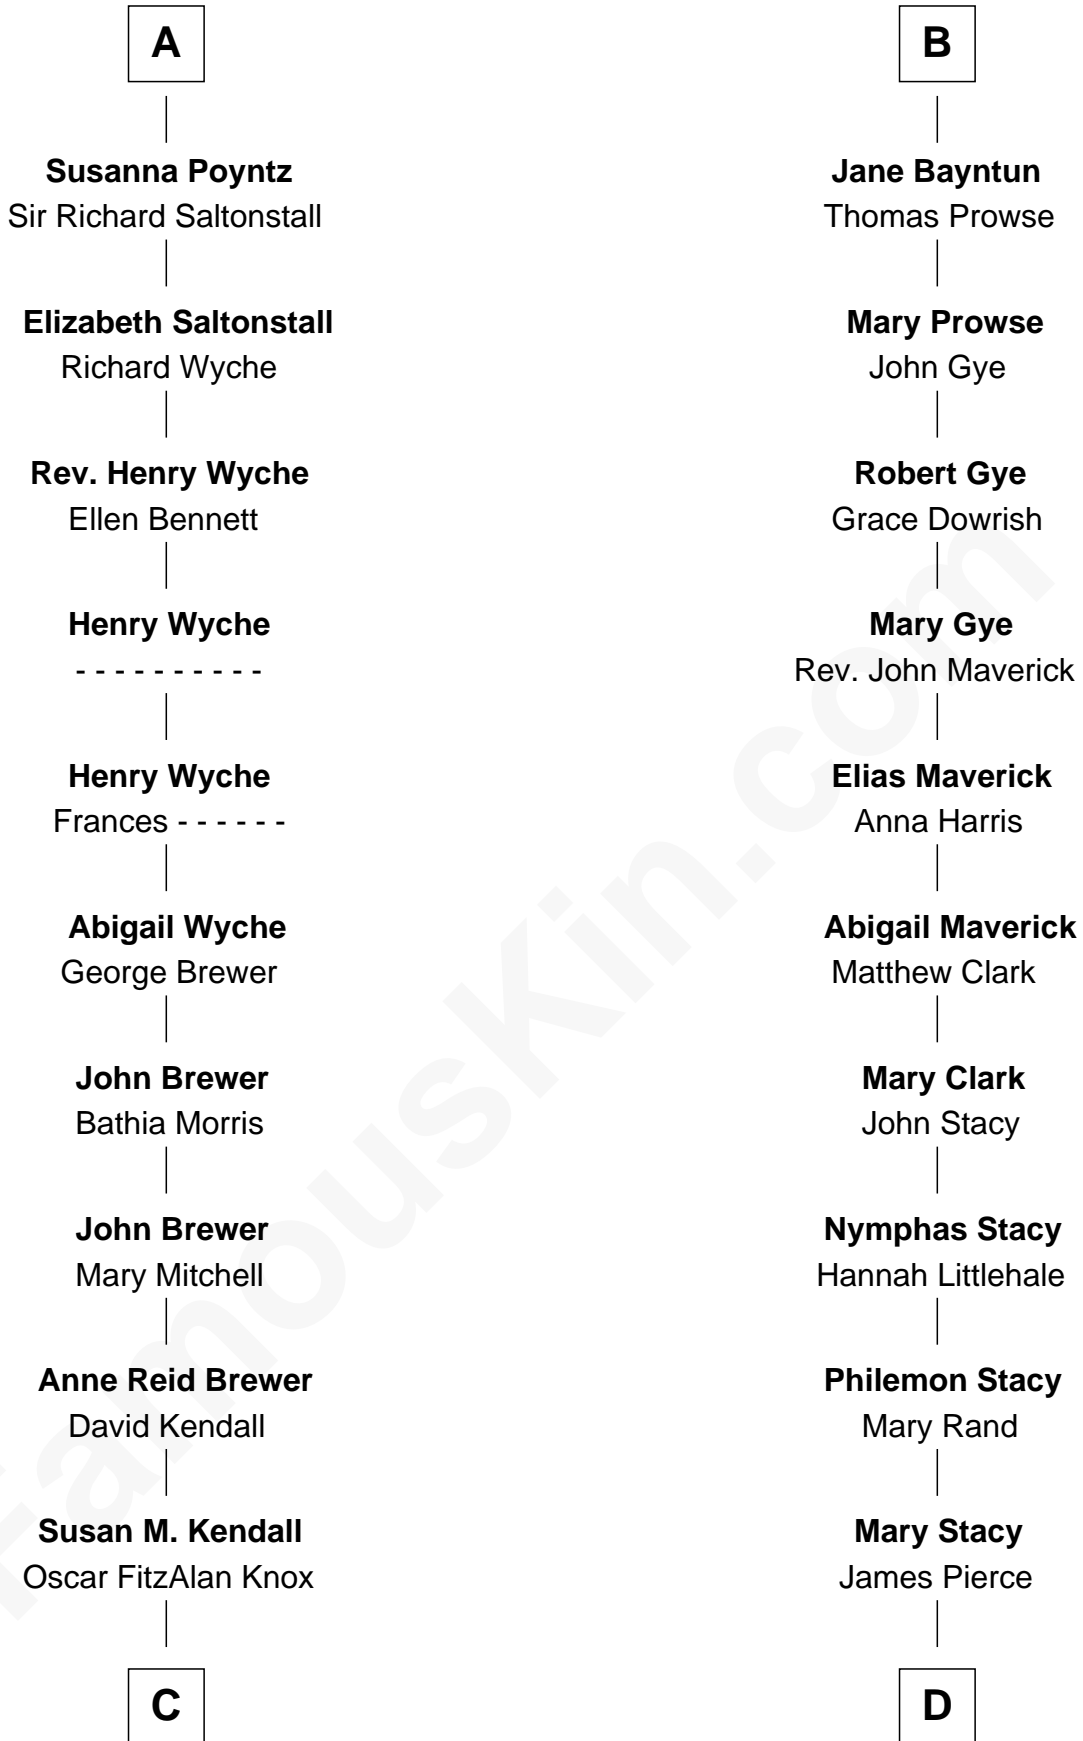 A
Susanna Poyntz
Sir Richard Saltonstall
Elizabeth Saltonstall
Richard Wyche
Rev. Henry Wyche
Ellen Bennett
Henry Wyche
- - - - - - - - - -
Henry Wyche
Frances - - - - - -
Abigail Wyche
George Brewer
John Brewer
Bathia Morris
John Brewer
Mary Mitchell
Anne Reid Brewer
David Kendall
Susan M. Kendall
Oscar FitzAlan Knox
C
B
Jane Bayntun
Thomas Prowse
Mary Prowse
John Gye
Robert Gye
Grace Dowrish
Mary Gye
Rev. John Maverick
Elias Maverick
Anna Harris
Abigail Maverick
Matthew Clark
Mary Clark
John Stacy
Nymphas Stacy
Hannah Littlehale
Philemon Stacy
Mary Rand
Mary Stacy
James Pierce
D
FamousKin.com